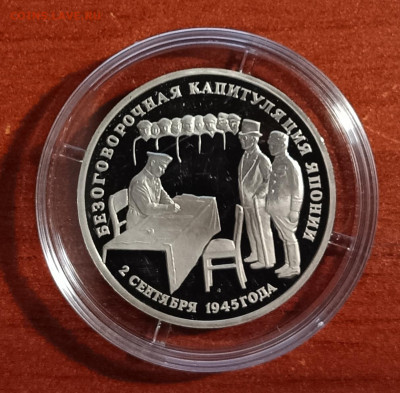 БЕЗОГОВОРОЧНАЯ КАПИТУЛЯЦИЯ ЯПОНИИ
2 СЕНТЯБРЯ 1945 ГОДА